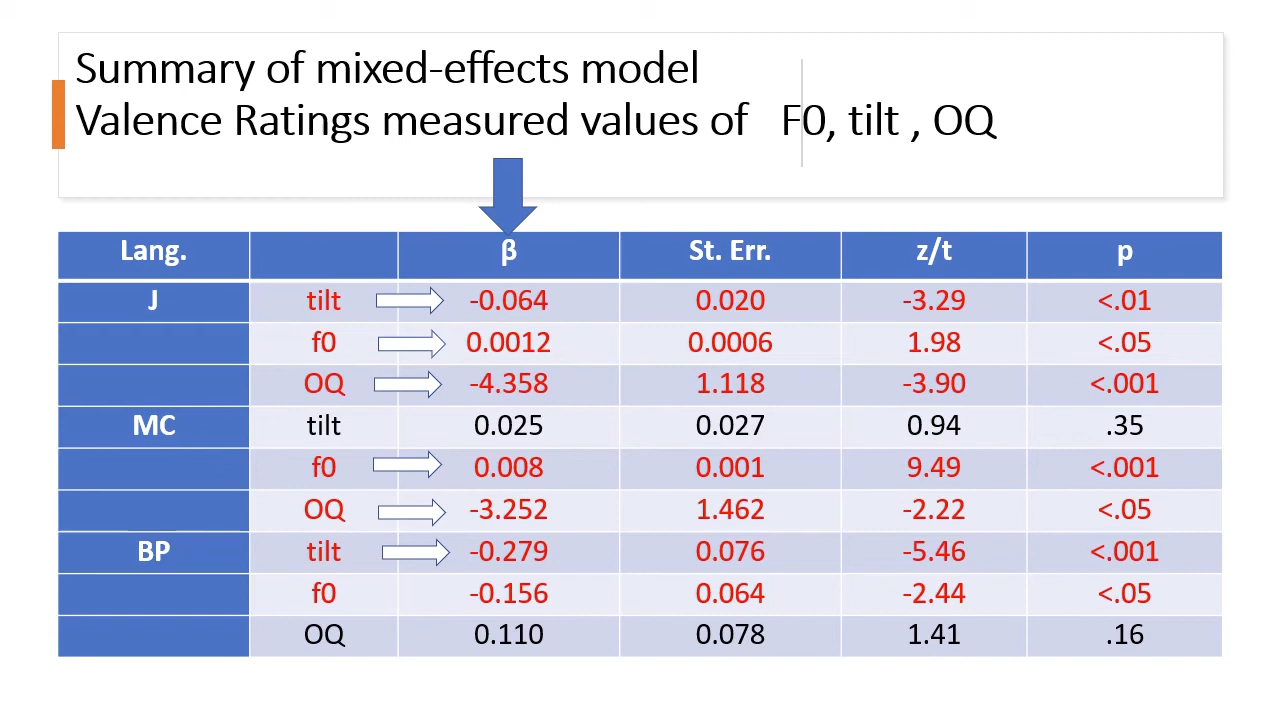 Summary of mixed-effects model
Valence Ratings measured values of F0, tilt , OQ
Lang. β St. Err. z/t p
J tilt -0.064 0.020 -3.29 <.01
f0 0.0012 0.0006 1.98 <.05
OQ -4.358 1.118 -3.90 <.001
MC tilt 0.025 0.027 0.94 .35
f0 0.008 0.001 9.49 <.001
OQ -3.252 1.462 -2.22 <.05
BP tilt -0.279 0.076 -5.46 <.001
f0 -0.156 0.064 -2.44 <.05
OQ 0.110 0.078 1.41 .16